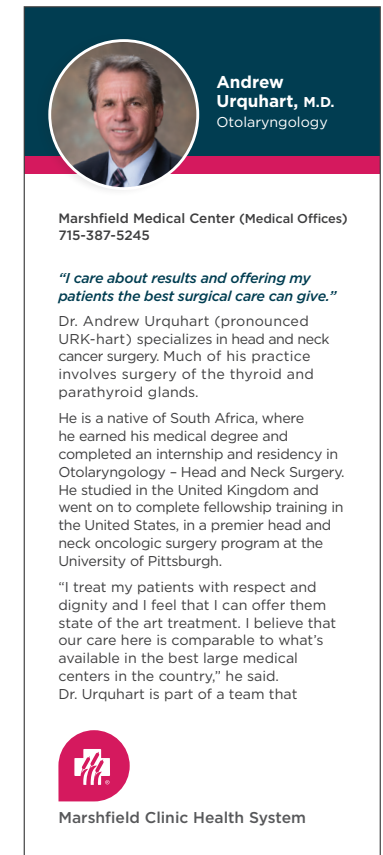 Andrew
Urquhart, M.D.
Otolaryngology
Marshfield Medical Center (Medical Offices)
715-387-5245
“I care about results and offering my
patients the best surgical care can give.”
Dr. Andrew Urquhart (pronounced
URK-hart) specializes in head and neck
cancer surgery. Much of his practice
involves surgery of the thyroid and
parathyroid glands.
He is a native of South Africa, where
he earned his medical degree and
completed an internship and residency in
Otolaryngology – Head and Neck Surgery.
He studied in the United Kingdom and
went on to complete fellowship training in
the United States, in a premier head and
neck oncologic surgery program at the
University of Pittsburgh.
“I treat my patients with respect and
dignity and I feel that I can offer them
state of the art treatment. I believe that
our care here is comparable to what’s
available in the best large medical
centers in the country,” he said.
Dr. Urquhart is part of a team that
®
Marshfield Clinic Health System